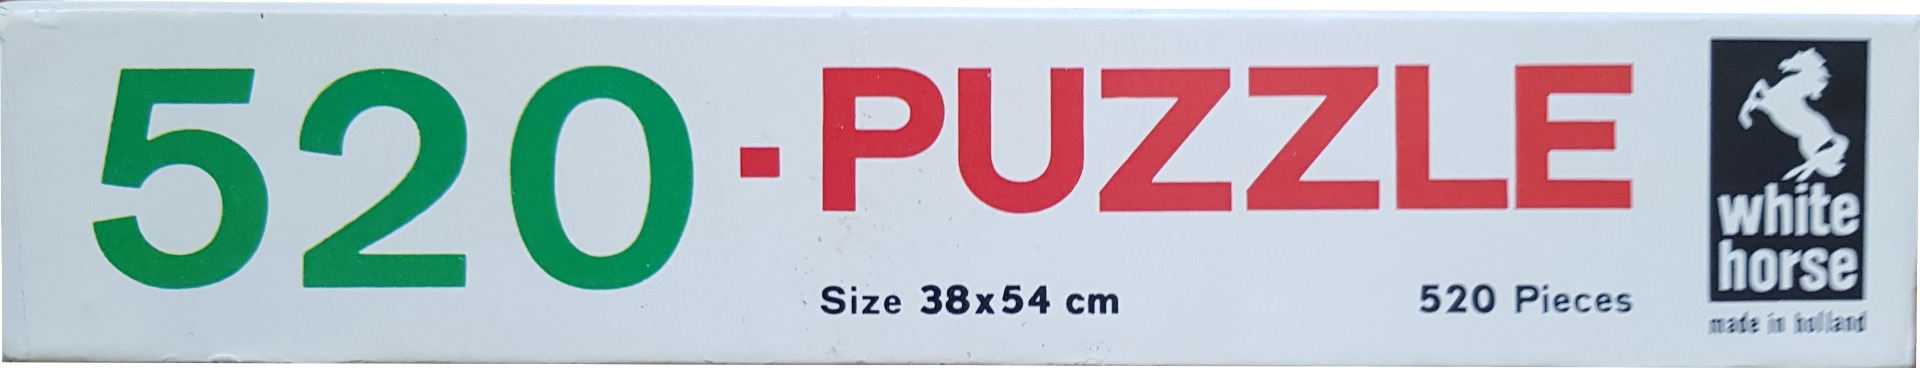 520-PUZZLE
Size 38x54 cm
520 Pieces
white
horse
made in holland